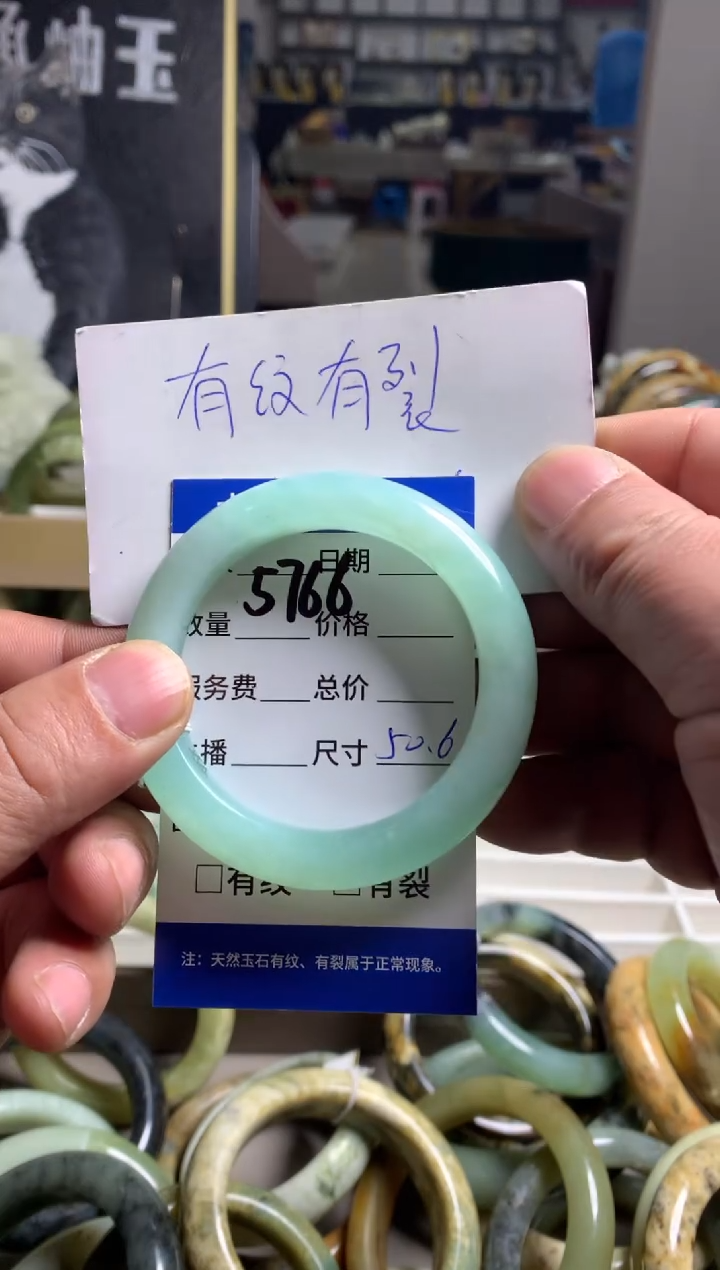 有纹有裂
日期
5766
数量 价格
服务费 总价
主播 尺寸 50.6
□有纹 □有裂
注：天然玉石有纹、有裂属于正常现象。